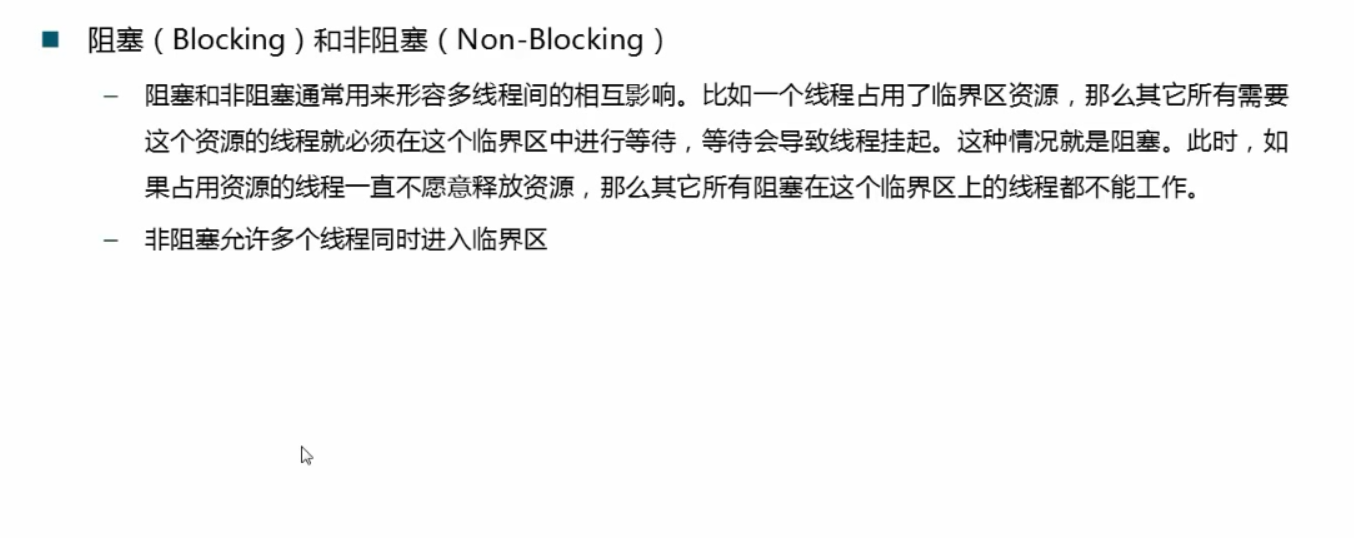 ■ 阻塞（Blocking）和非阻塞（Non-Blocking）
– 阻塞和非阻塞通常用来形容多线程间的相互影响。比如一个线程占用了临界区资源，那么其它所有需要
这个资源的线程就必须在这个临界区中进行等待，等待会导致线程挂起。这种情况就是阻塞。此时，如
果占用资源的线程一直不愿意释放资源，那么其它所有阻塞在这个临界区上的线程都不能工作。
– 非阻塞允许多个线程同时进入临界区